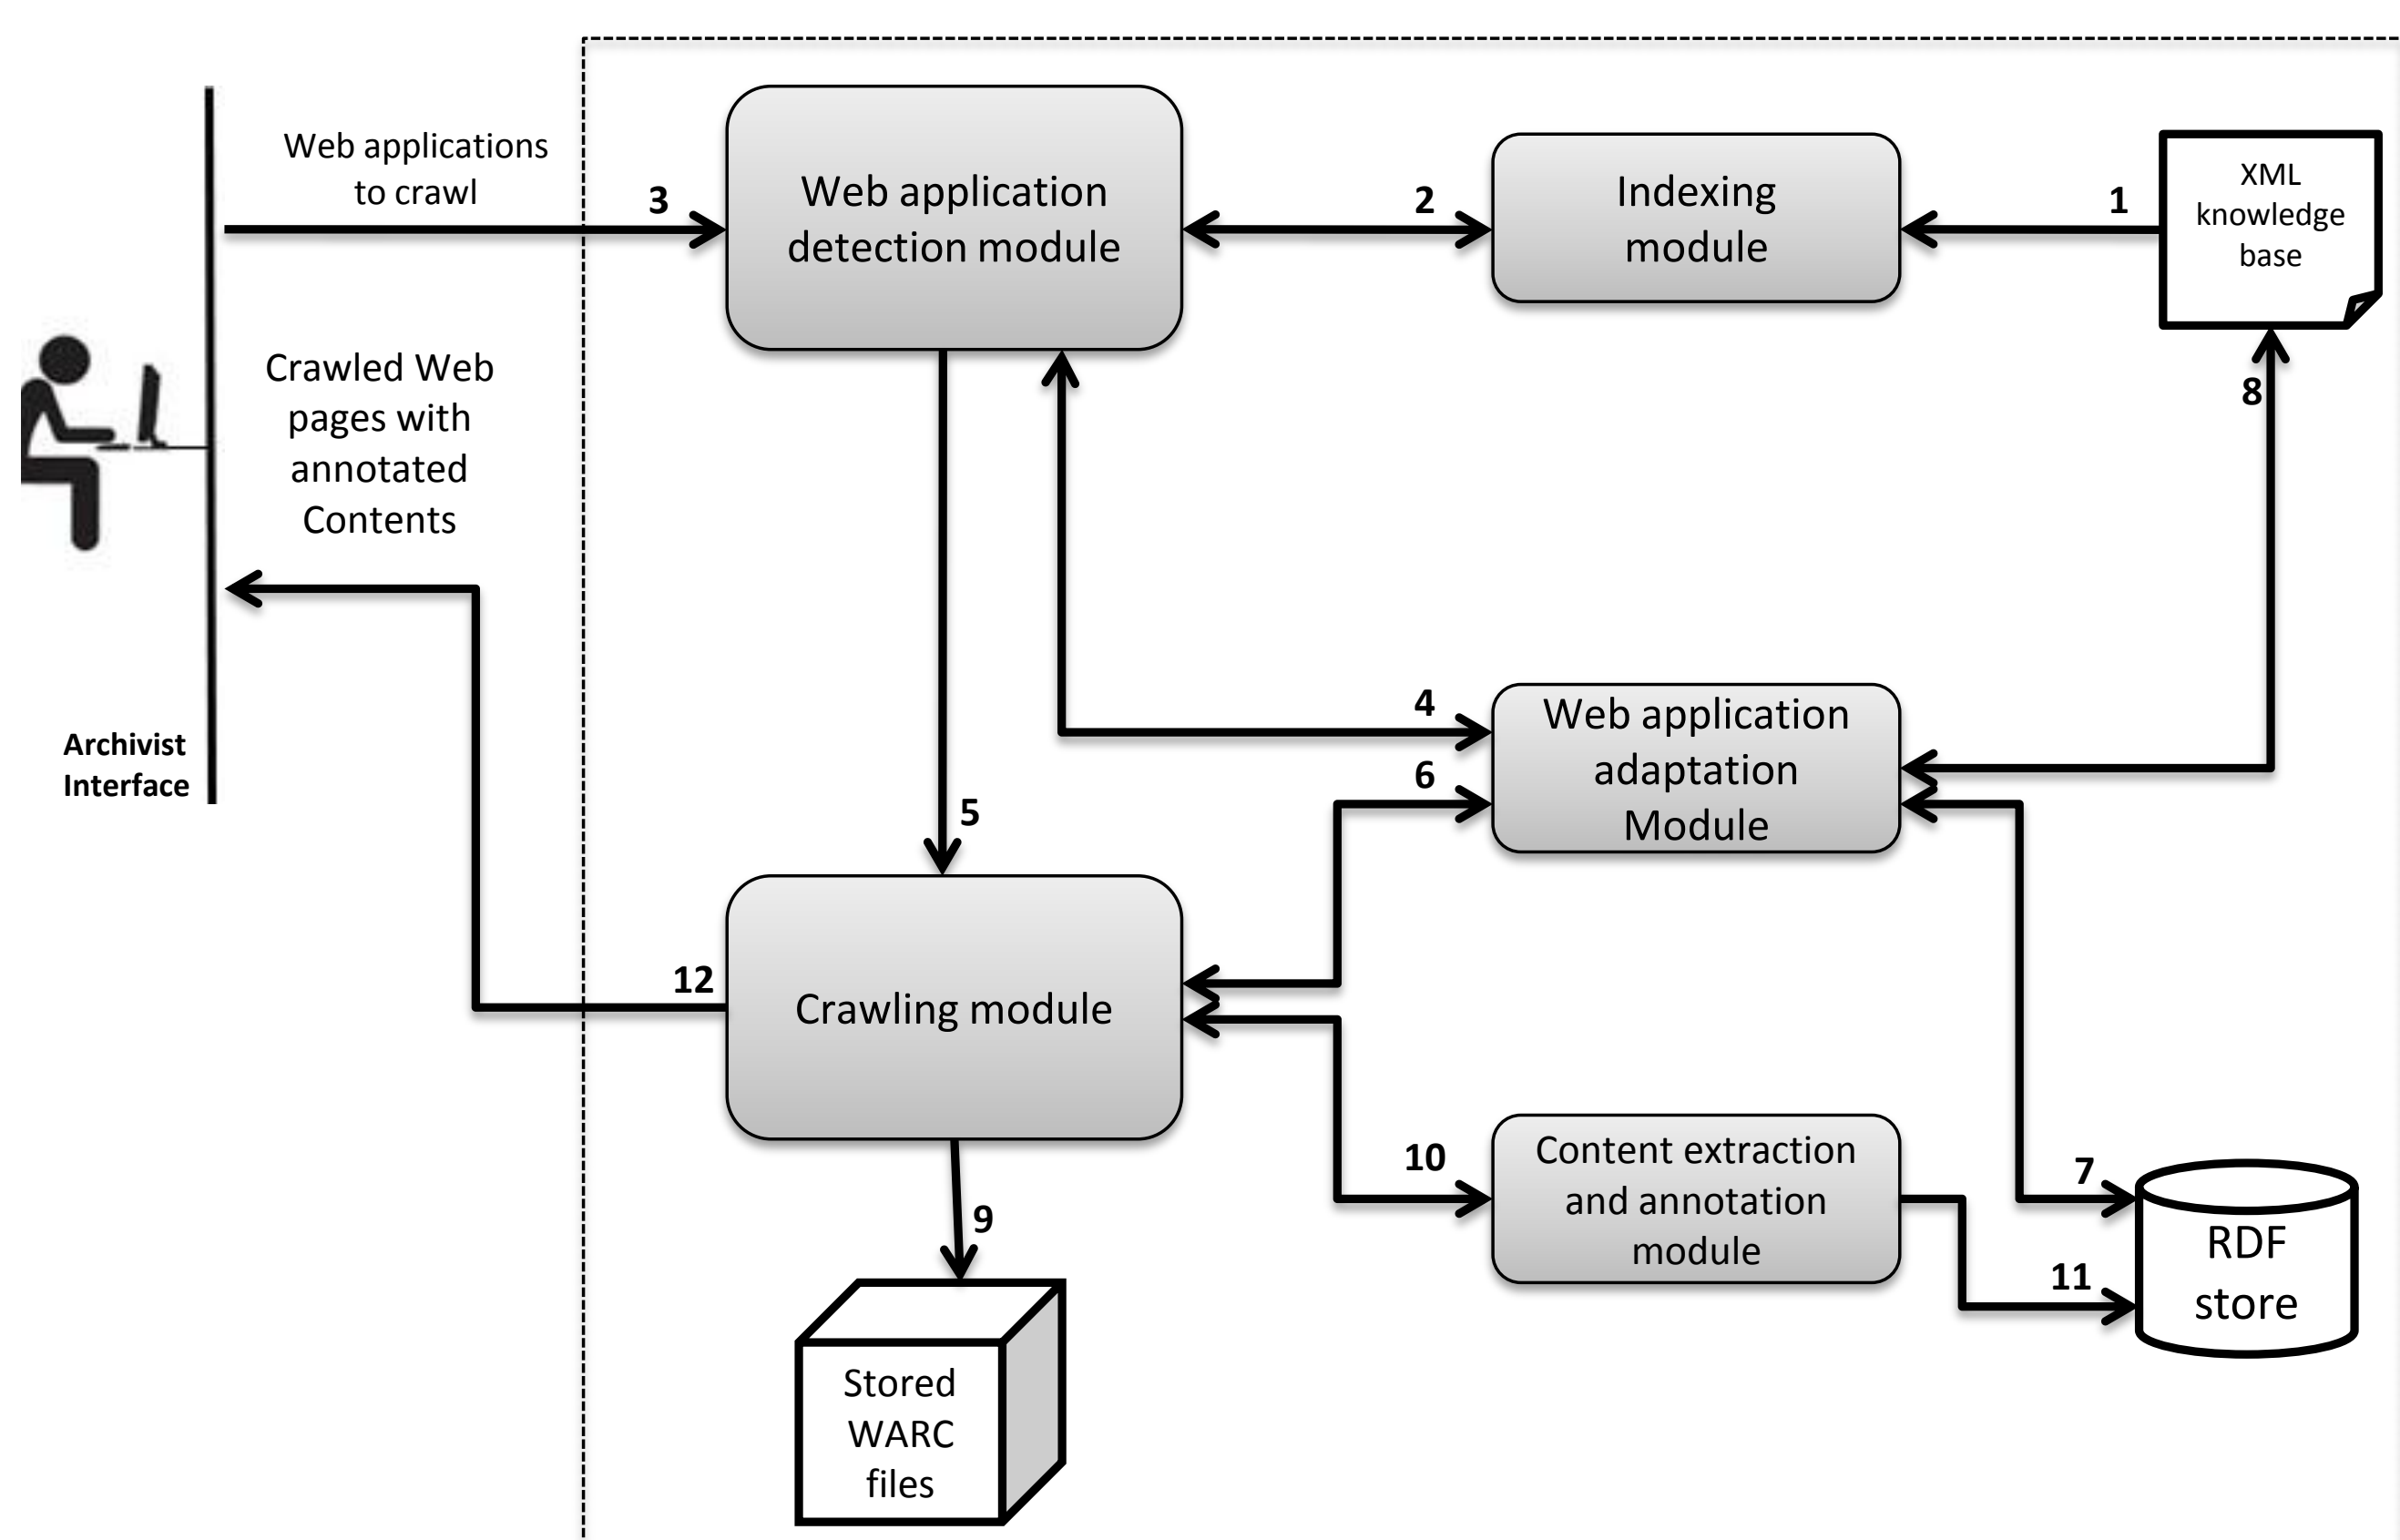 Web applications
to crawl
3
Web application
detection module
2
Indexing
module
1
XML
knowledge
base
Crawled Web
pages with
annotated
Contents
8
Archivist
Interface
4
Web application
adaptation
Module
6
5
12
Crawling module
10
Content extraction
and annotation
module
7
11
RDF
store
9
Stored
WARC
files